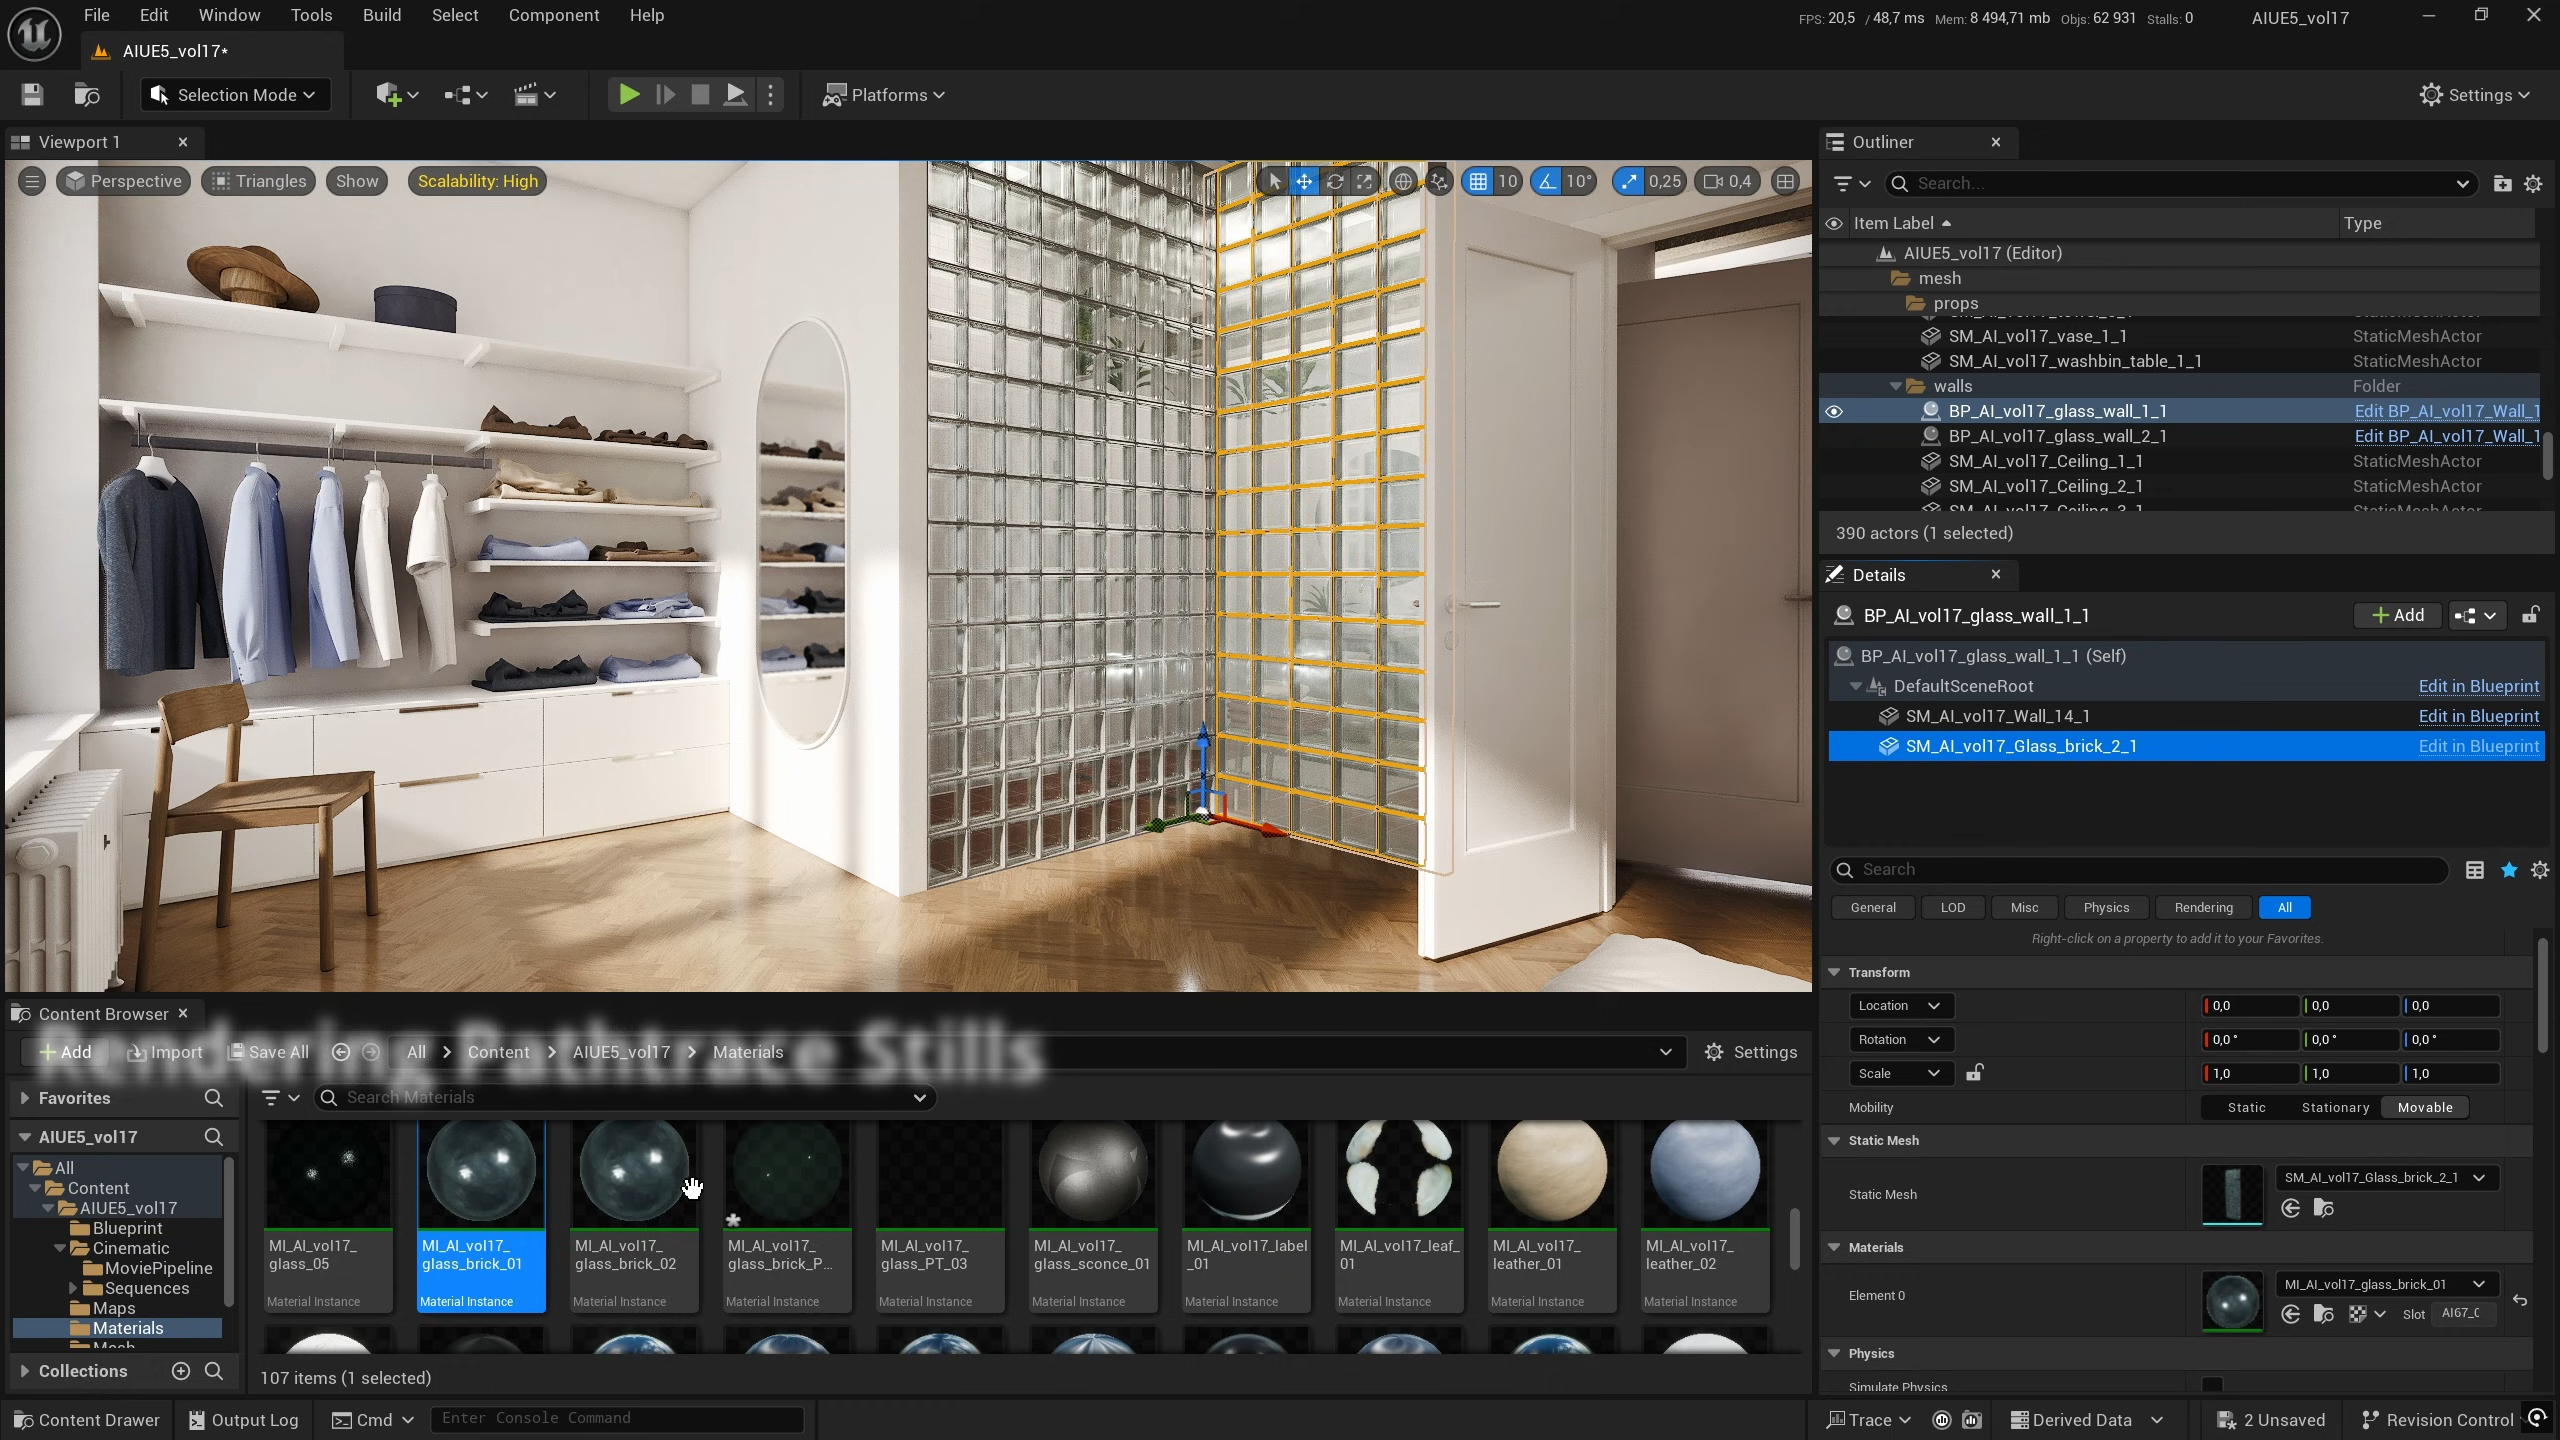 File Edit Window Tools Build Select Component Help
FPS: 20,5 / 48,7 ms Mem: 8 494,71 mb Objs: 62 931 Stalls: 0 AIUE5_vol17
AIUE5_vol17*
Selection Mode
Platforms
Settings
Viewport 1
Perspective Triangles Show Scalability: High
10 10° 0,25 0,4
Outliner
Search...
Item Label Type
AIUE5_vol17 (Editor)
mesh
props
SM_AI_vol17_vase_1_1 StaticMeshActor
SM_AI_vol17_washbin_table_1_1 StaticMeshActor
walls Folder
BP_AI_vol17_glass_wall_1_1 Edit BP_AI_vol17_Wall_1
BP_AI_vol17_glass_wall_2_1 Edit BP_AI_vol17_Wall_1
SM_AI_vol17_Ceiling_1_1 StaticMeshActor
SM_AI_vol17_Ceiling_2_1 StaticMeshActor
SM_AI_vol17_Ceiling_3_1 StaticMeshActor
390 actors (1 selected)
Details
BP_AI_vol17_glass_wall_1_1 Add
BP_AI_vol17_glass_wall_1_1 (Self)
DefaultSceneRoot Edit in Blueprint
SM_AI_vol17_Wall_14_1 Edit in Blueprint
SM_AI_vol17_Glass_brick_2_1 Edit in Blueprint
Search
General LOD Misc Physics Rendering All
Right-click on a property to add it to your Favorites.
Transform
Location 0,0 0,0 0,0
Rotation 0,0 ° 0,0 ° 0,0 °
Scale 1,0 1,0 1,0
Mobility Static Stationary Movable
Static Mesh
Static Mesh SM_AI_vol17_Glass_brick_2_1
Materials
Element 0 MI_AI_vol17_glass_brick_01
Slot AI67_
Physics
Simulate Physics
Content Browser
Rendering Pathtrace Stills
Add Import Save All All Content AIUE5_vol17 Materials Settings
Favorites
Search Materials
AIUE5_vol17
All
Content
AIUE5_vol17
Blueprint
Cinematic
MoviePipeline
Sequences
Maps
Materials
Mesh
Collections
MI_AI_vol17_
glass_05
Material Instance
MI_AI_vol17_
glass_brick_01
Material Instance
MI_AI_vol17_
glass_brick_02
Material Instance
MI_AI_vol17_
glass_brick_P...
Material Instance
MI_AI_vol17_
glass_PT_03
Material Instance
MI_AI_vol17_
glass_sconce_01
Material Instance
MI_AI_vol17_label
_01
Material Instance
MI_AI_vol17_leaf_
01
Material Instance
MI_AI_vol17_
leather_01
Material Instance
MI_AI_vol17_
leather_02
Material Instance
107 items (1 selected)
Content Drawer Output Log Cmd Enter Console Command
Trace Derived Data 2 Unsaved Revision Control